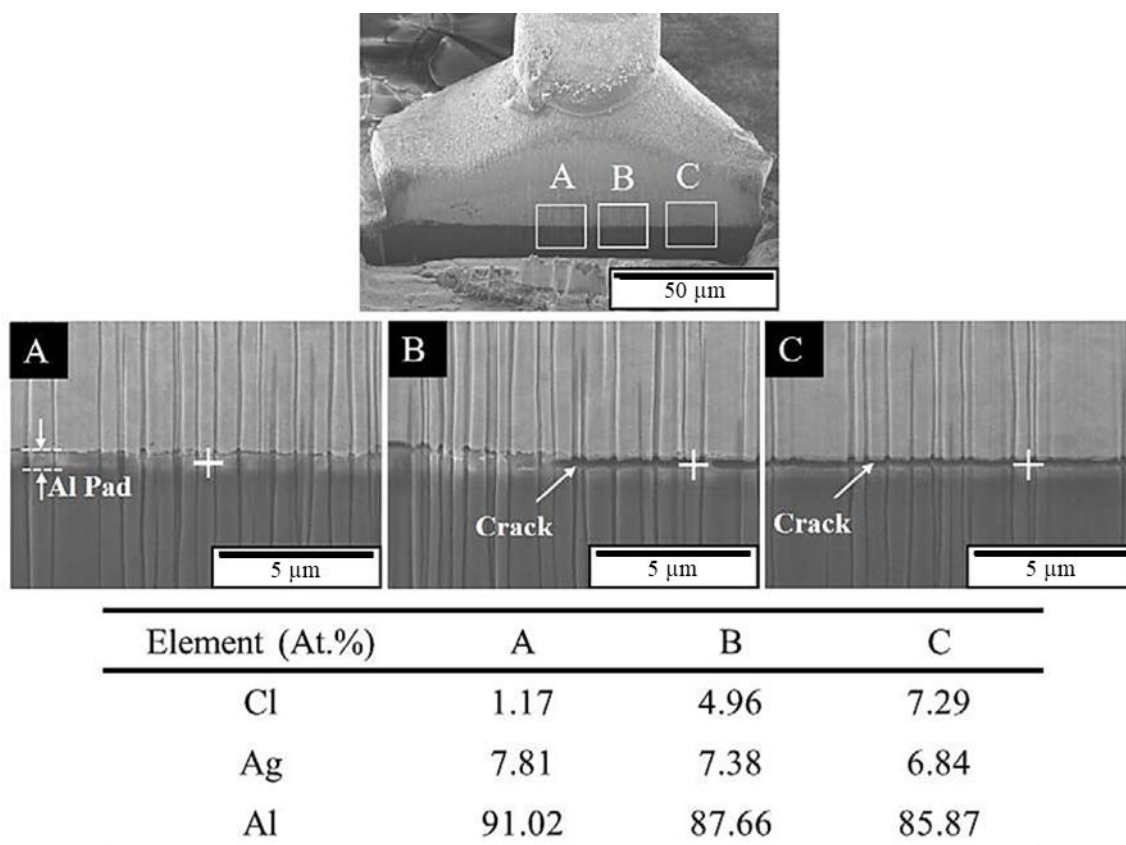 A B C
50 μm
A
Al Pad
5 μm
B
Crack
5 μm
C
Crack
5 μm
Element (At.%) A B C
Cl 1.17 4.96 7.29
Ag 7.81 7.38 6.84
Al 91.02 87.66 85.87